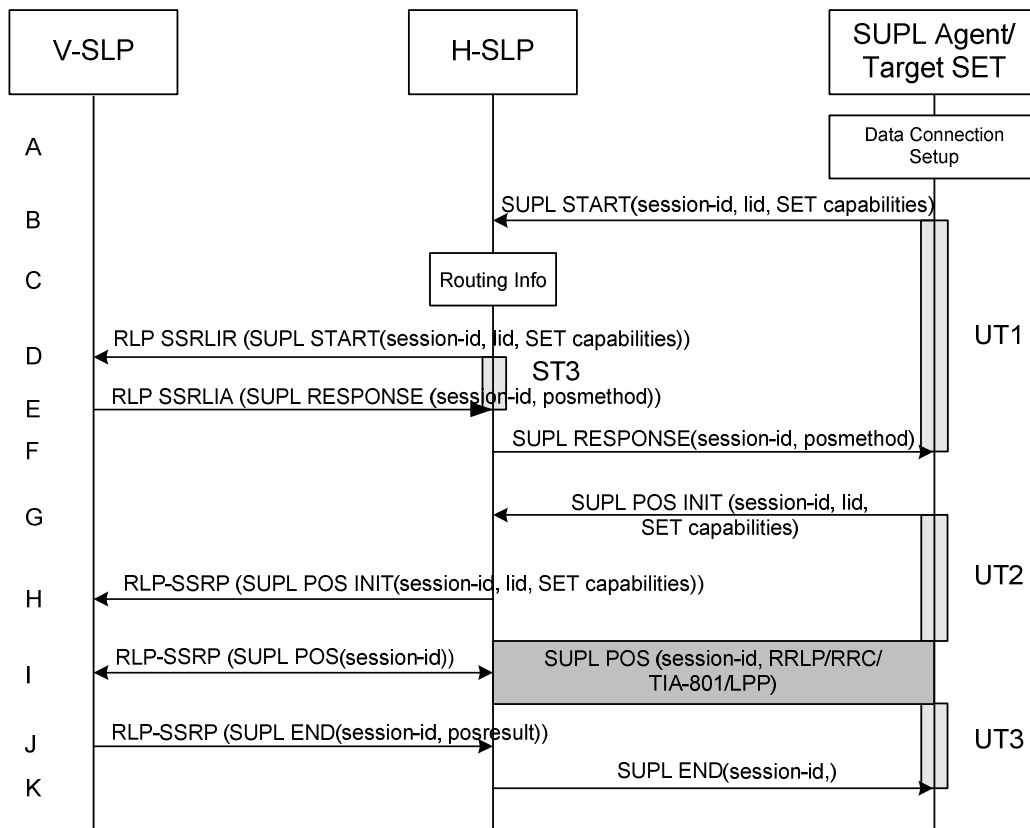 V-SLP
H-SLP
SUPL Agent/
Target SET
A
Data Connection
Setup
B
SUPL START(session-id, lid, SET capabilities)
C
Routing Info
UT1
D
RLP SSRLIR (SUPL START(session-id, lid, SET capabilities))
ST3
E
RLP SSRLIA (SUPL RESPONSE (session-id, posmethod))
F
SUPL RESPONSE(session-id, posmethod)
G
SUPL POS INIT (session-id, lid,
SET capabilities)
UT2
H
RLP-SSRP (SUPL POS INIT(session-id, lid, SET capabilities))
I
RLP-SSRP (SUPL POS(session-id))
SUPL POS (session-id, RRLP/RRC/
TIA-801/LPP)
J
RLP-SSRP (SUPL END(session-id, posresult))
UT3
K
SUPL END(session-id,)